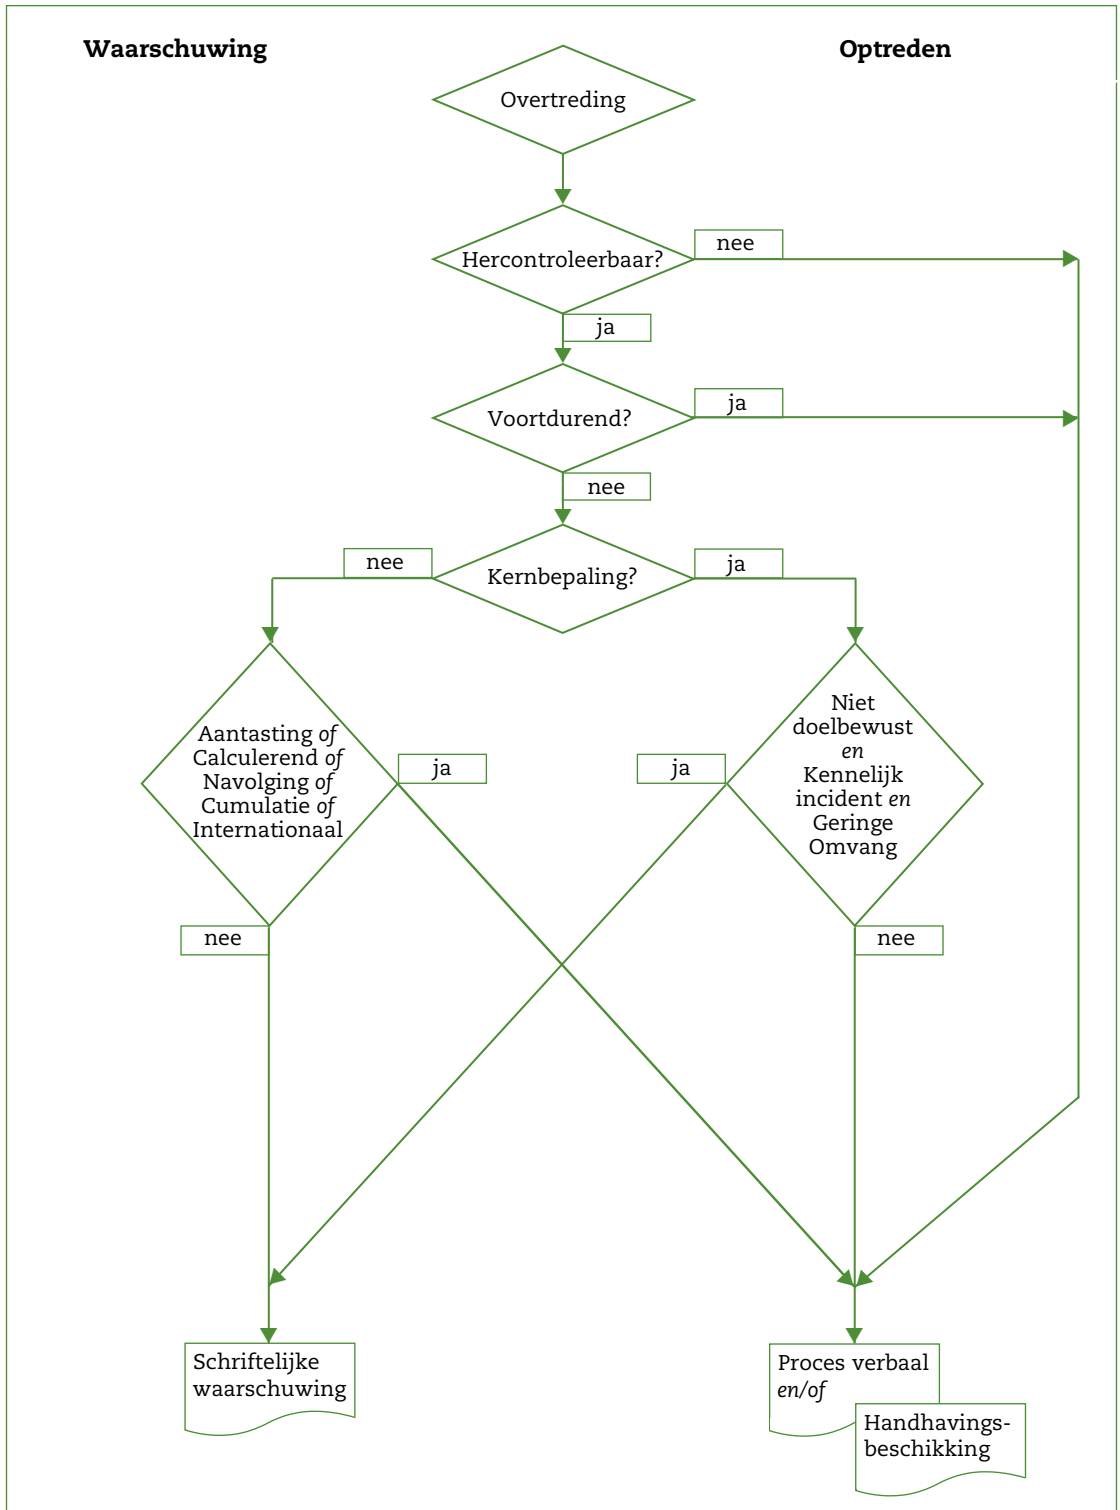 Waarschuwing
Optreden
Overtreding
Hercontroleerbaar?
nee
ja
Voortdurend?
ja
nee
Kernbepaling?
nee
ja
Aantasting of
Calculerend of
Navolging of
Cumulatie of
Internationaal
ja
nee
Niet
doelbewust
en
Kennelijk
incident en
Geringe
Omvang
ja
nee
Schriftelijke
waarschuwing
Proces verbaal
en/of
Handhavings-
beschikking